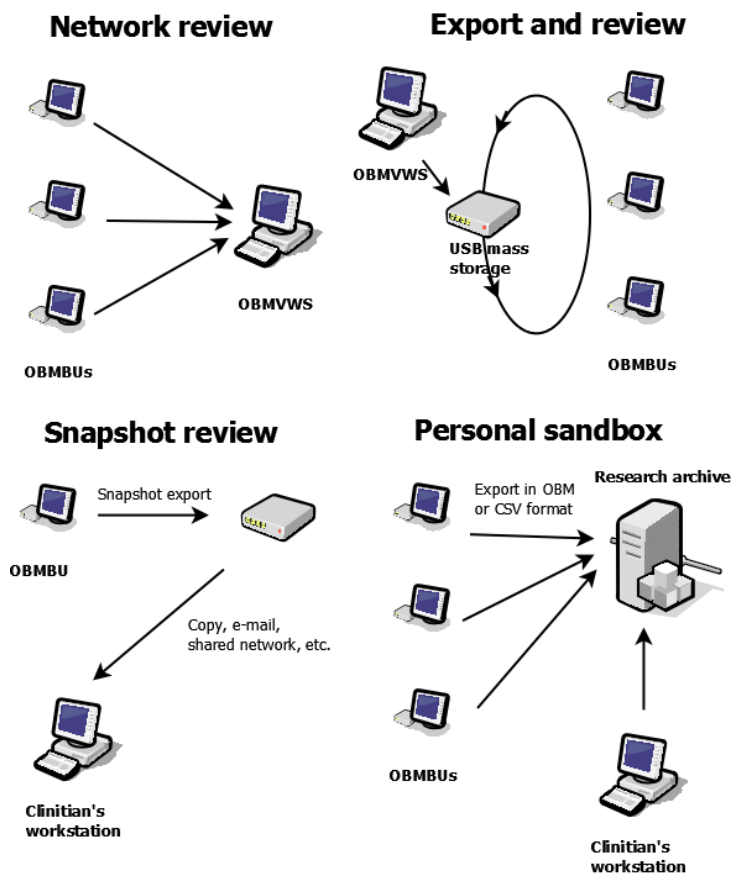 Network review
OBMBUs
OBMVWS
Export and review
OBMVWS
USB mass
storage
OBMBUs
Snapshot review
Snapshot export
OBMBU
Copy, e-mail,
shared network, etc.
Clinitian's
workstation
Personal sandbox
Export in OBM
or CSV format
Research archive
OBMBUs
Clinitian's
workstation